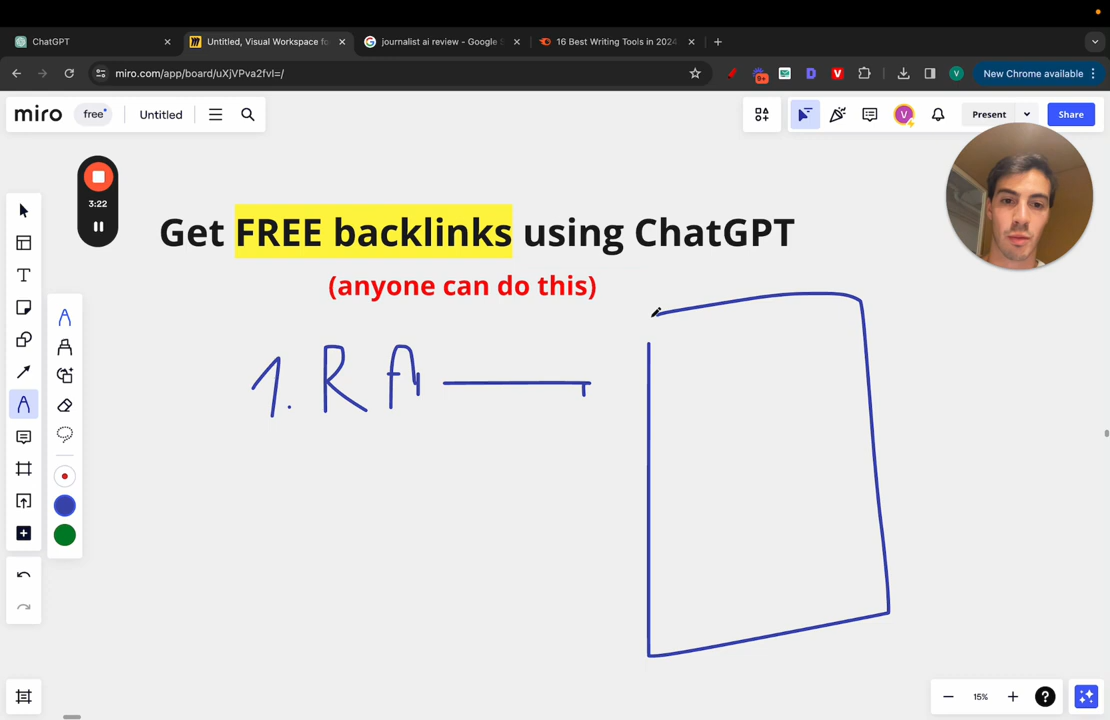 ChatGPT
Untitled, Visual Workspace fo
journalist ai review - Google S
16 Best Writing Tools in 2024
miro.com/app/board/uXjVPva2fvI=/
9+
D
V
V
New Chrome available
miro
free
Untitled
V
Present
Share
3:22
Get FREE backlinks using ChatGPT
(anyone can do this)
1. R A
15%
?